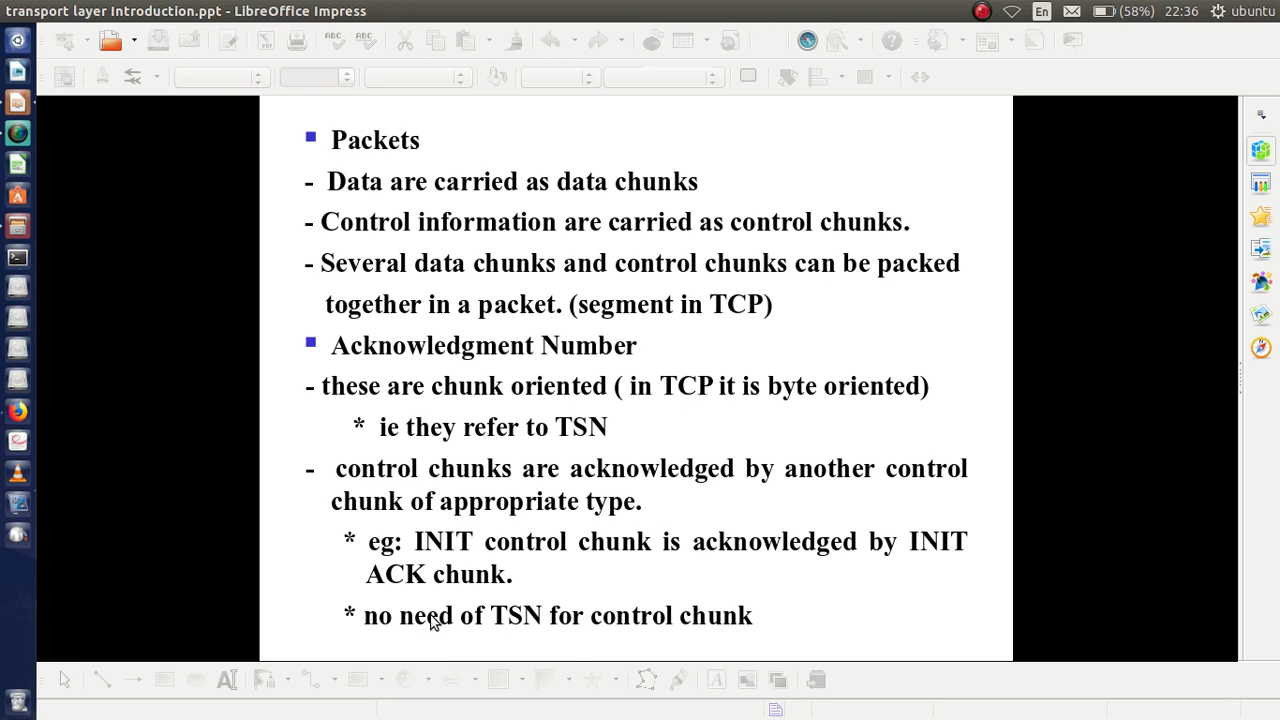 transport layer Introduction.ppt - LibreOffice Impress
En
(58%)
22:36
ubuntu
Packets
- Data are carried as data chunks
- Control information are carried as control chunks.
- Several data chunks and control chunks can be packed
together in a packet. (segment in TCP)
Acknowledgment Number
- these are chunk oriented ( in TCP it is byte oriented)
* ie they refer to TSN
- control chunks are acknowledged by another control
chunk of appropriate type.
* eg: INIT control chunk is acknowledged by INIT
ACK chunk.
* no need of TSN for control chunk